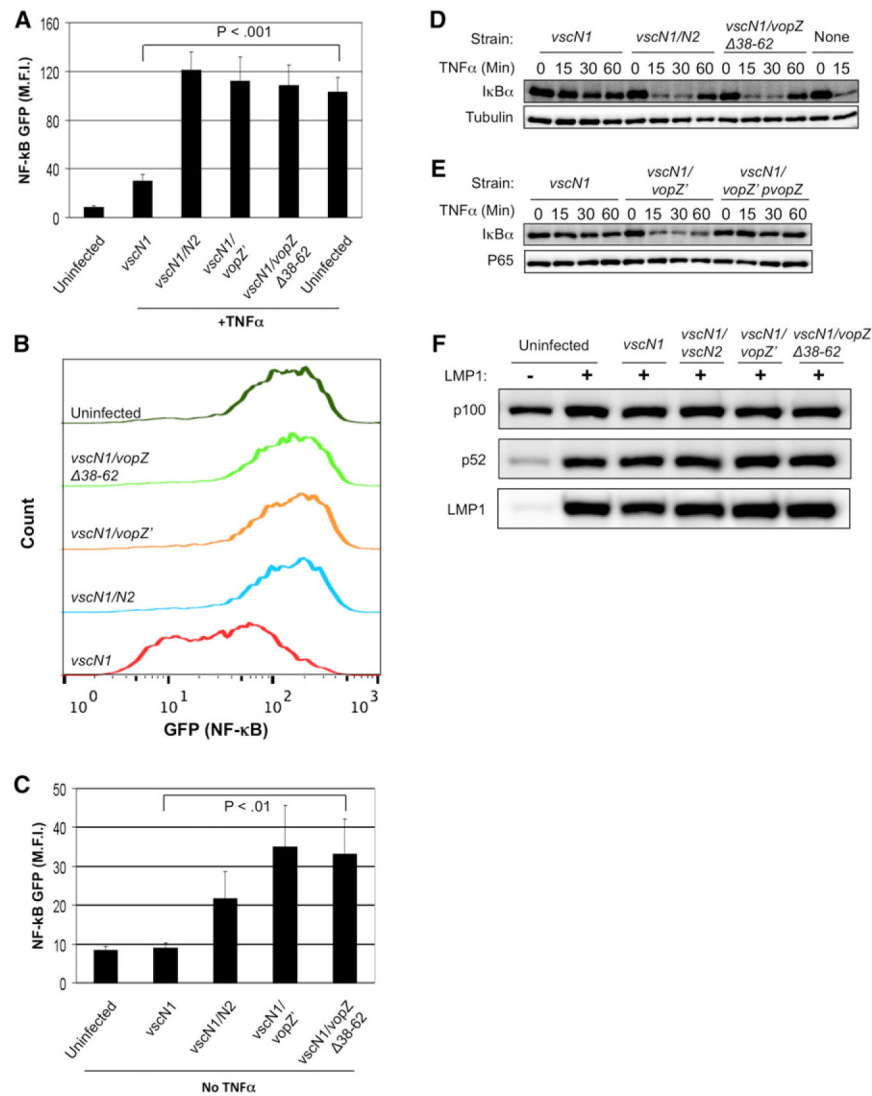 A
NF-kB GFP (M.F.I.)
160
120
80
40
0
P < .001
Uninfected
vscN1
vscN1/N2
vscN1/
vopZ'
vscN1/vopZ
Δ38-62
Uninfected
+TNFα
B
Count
Uninfected
vscN1/vopZ
Δ38-62
vscN1/vopZ'
vscN1/N2
vscN1
10^0 10^1 10^2 10^3
GFP (NF-κB)
C
NF-kB GFP (M.F.I.)
50
40
30
20
10
0
P < .01
Uninfected
vscN1
vscN1/N2
vscN1/
vopZ'
vscN1/vopZ
Δ38-62
No TNFα
D
Strain: vscN1 vscN1/N2 vscN1/vopZ Δ38-62 None
TNFα (Min) 0 15 30 60 0 15 30 60 0 15 30 60 0 15
IκBα
Tubulin
E
Strain: vscN1 vscN1/ vopZ' vscN1/ vopZ' pvopZ
TNFα (Min) 0 15 30 60 0 15 30 60 0 15 30 60
IκBα
P65
F
Uninfected vscN1 vscN1/ vscN2 vscN1/ vopZ' vscN1/vopZ Δ38-62
LMP1: - + + + + +
p100
p52
LMP1